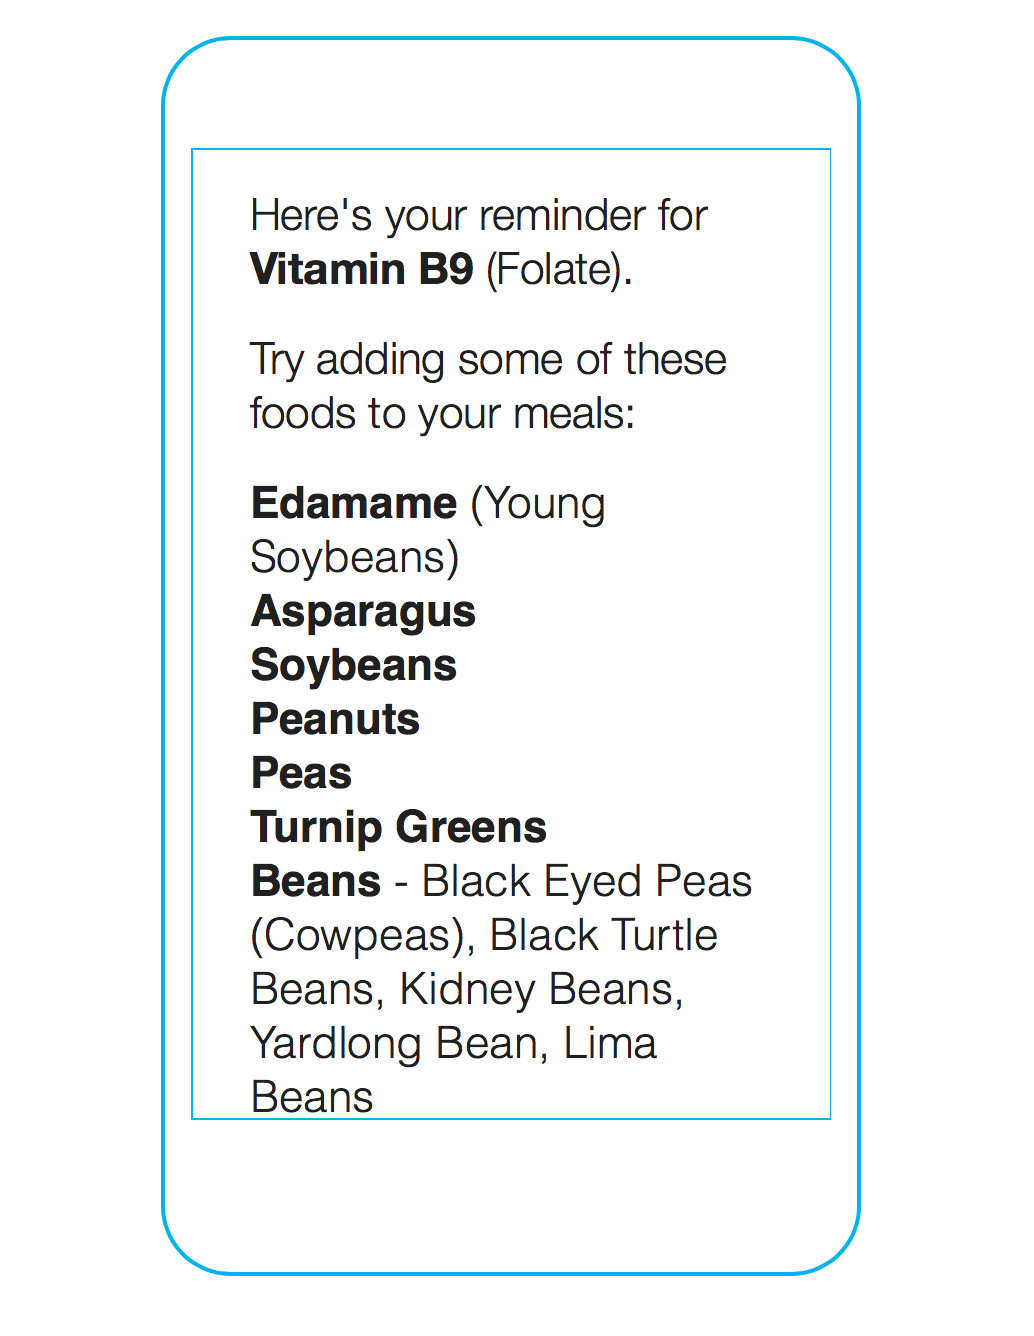 Here's your reminder for
Vitamin B9 (Folate).
Try adding some of these
foods to your meals:
Edamame (Young
Soybeans)
Asparagus
Soybeans
Peanuts
Peas
Turnip Greens
Beans - Black Eyed Peas
(Cowpeas), Black Turtle
Beans, Kidney Beans,
Yardlong Bean, Lima
Beans